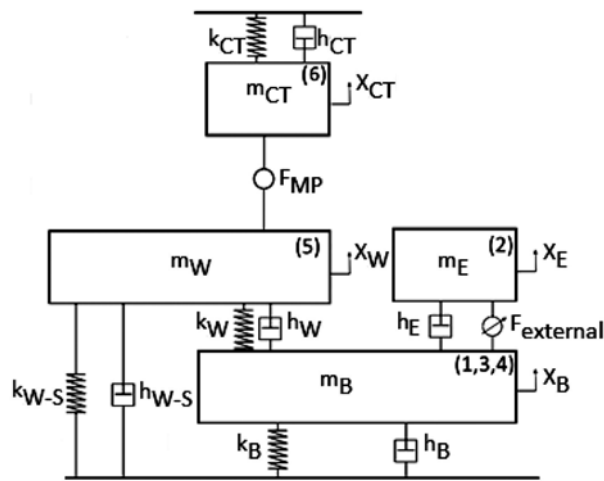 kCT hCT
(6)
mCT XCT
FMP
(5) (2)
mW XW mE XE
kW hW hE Fexternal
(1,3,4)
kW-S hW-S mB XB
kB hB